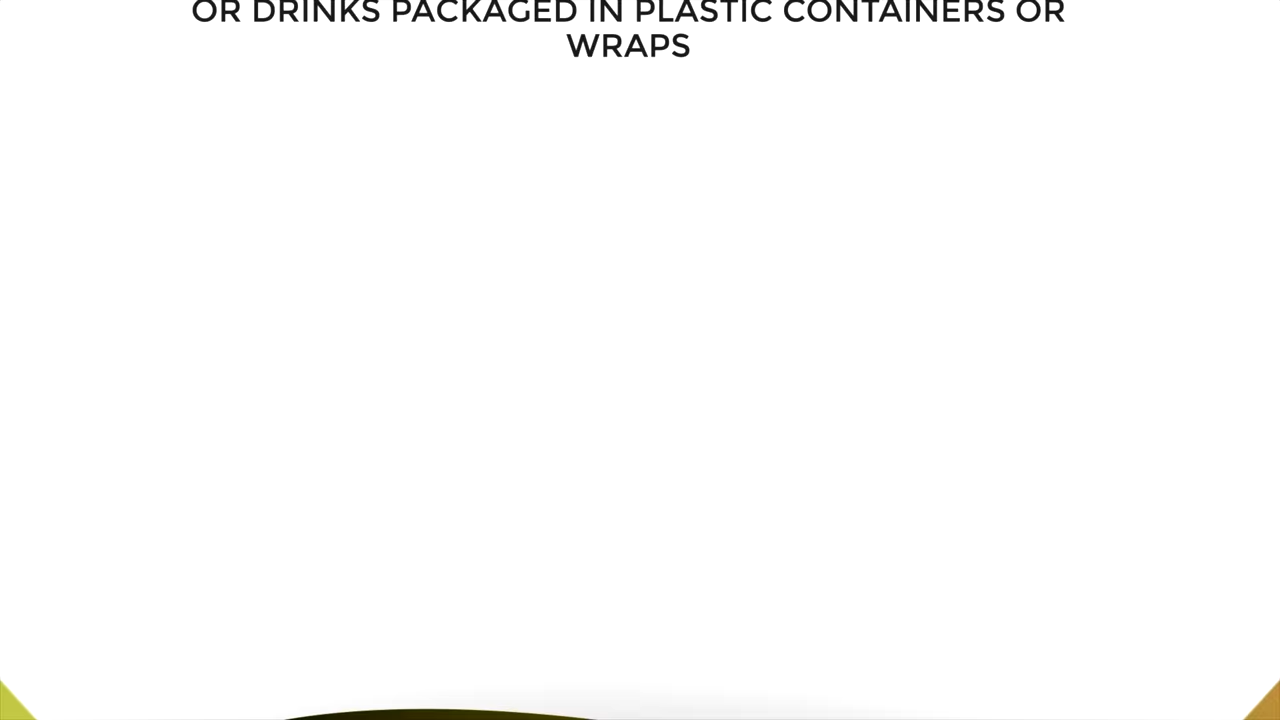 OR DRINKS PACKAGED IN PLASTIC CONTAINERS OR
WRAPS